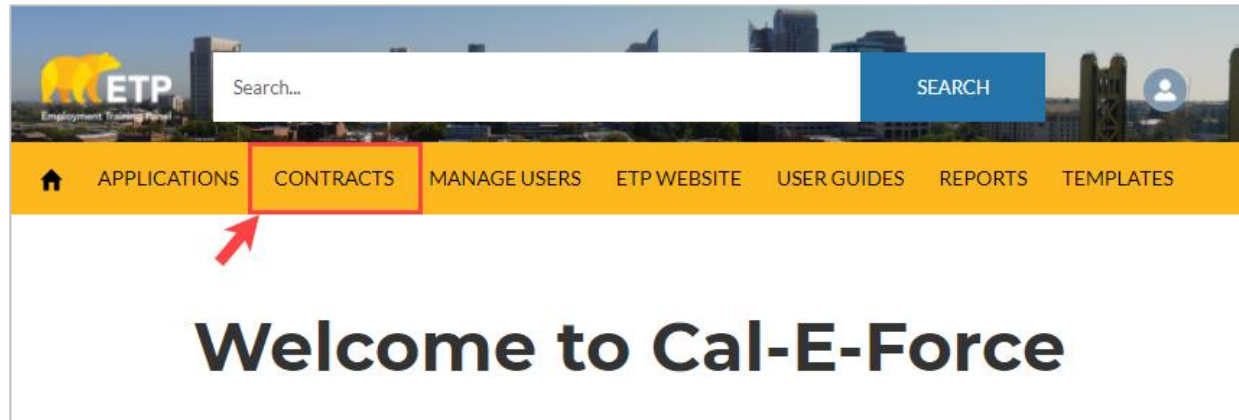 ETP
Employment Training Panel
Search...
SEARCH
APPLICATIONS CONTRACTS MANAGE USERS ETP WEBSITE USER GUIDES REPORTS TEMPLATES
Welcome to Cal-E-Force